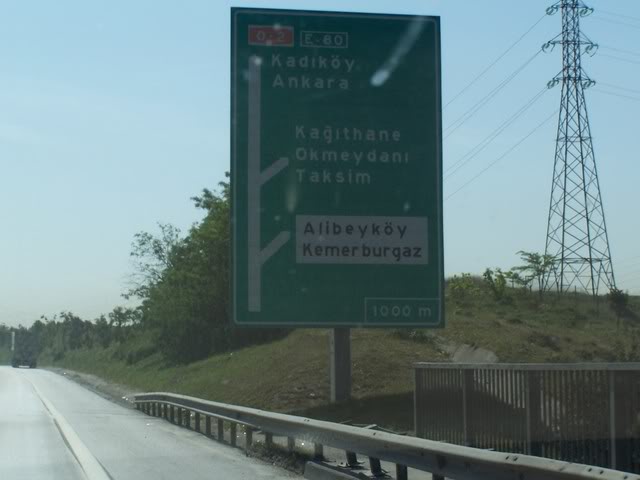 O-2 E-80
Kadıköy
Ankara
Kağıthane
Okmeydanı
Taksim
Alibeyköy
Kemerburgaz
1000 m